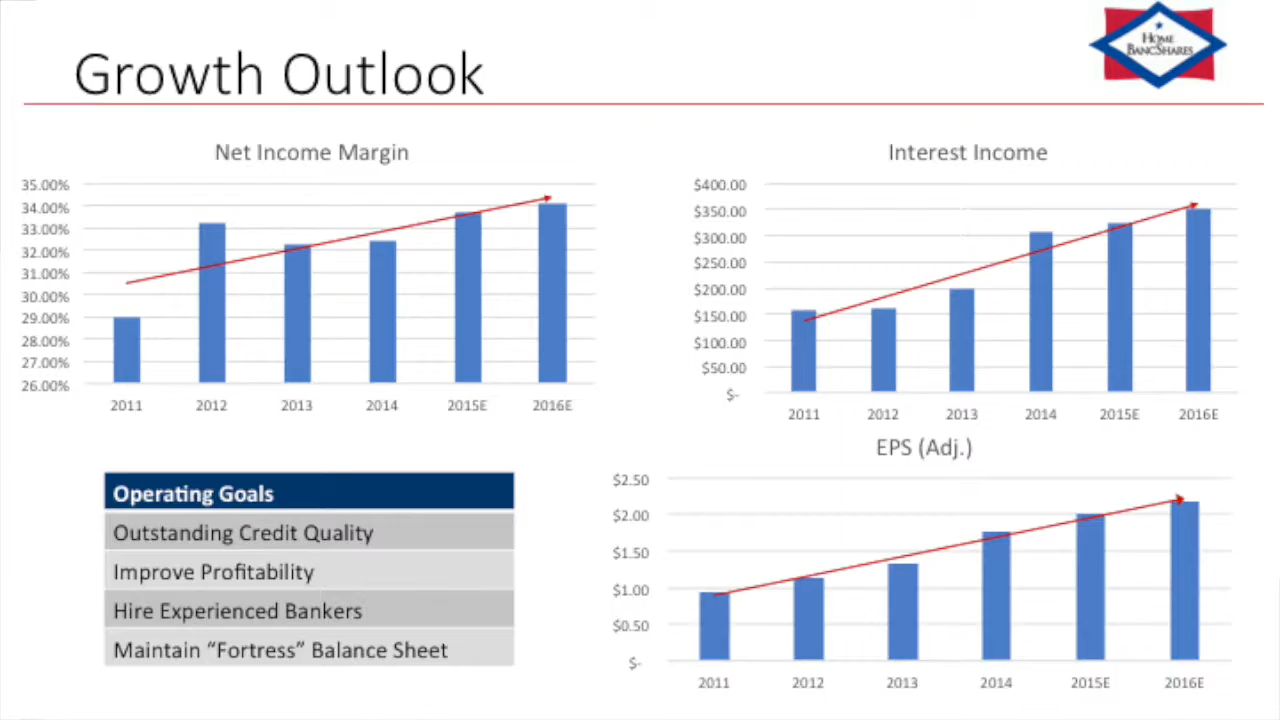 Growth Outlook
HOME
BANCSHARES
Net Income Margin
35.00%
34.00%
33.00%
32.00%
31.00%
30.00%
29.00%
28.00%
27.00%
26.00%
2011 2012 2013 2014 2015E 2016E
Interest Income
$400.00
$350.00
$300.00
$250.00
$200.00
$150.00
$100.00
$50.00
$-
2011 2012 2013 2014 2015E 2016E
Operating Goals
Outstanding Credit Quality
Improve Profitability
Hire Experienced Bankers
Maintain “Fortress” Balance Sheet
EPS (Adj.)
$2.50
$2.00
$1.50
$1.00
$0.50
$-
2011 2012 2013 2014 2015E 2016E